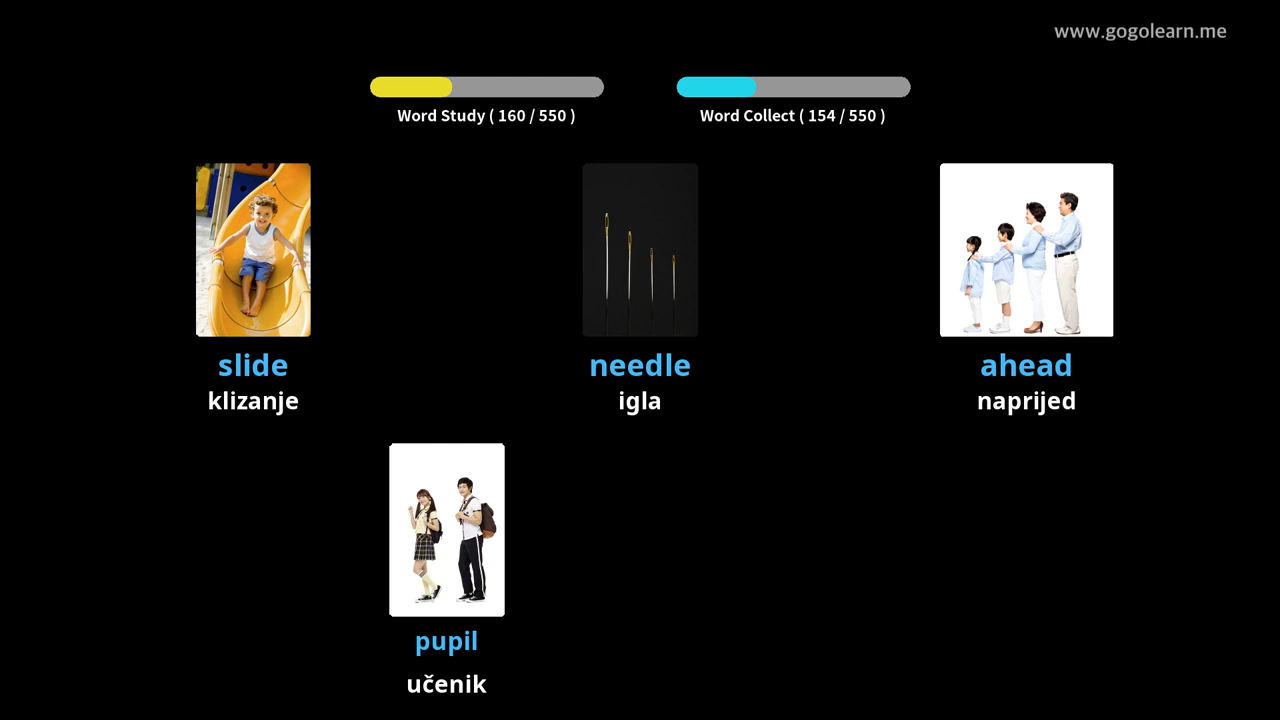 www.gogolearn.me
Word Study ( 160 / 550 )
Word Collect ( 154 / 550 )
slide
klizanje
needle
igla
ahead
naprijed
pupil
učenik